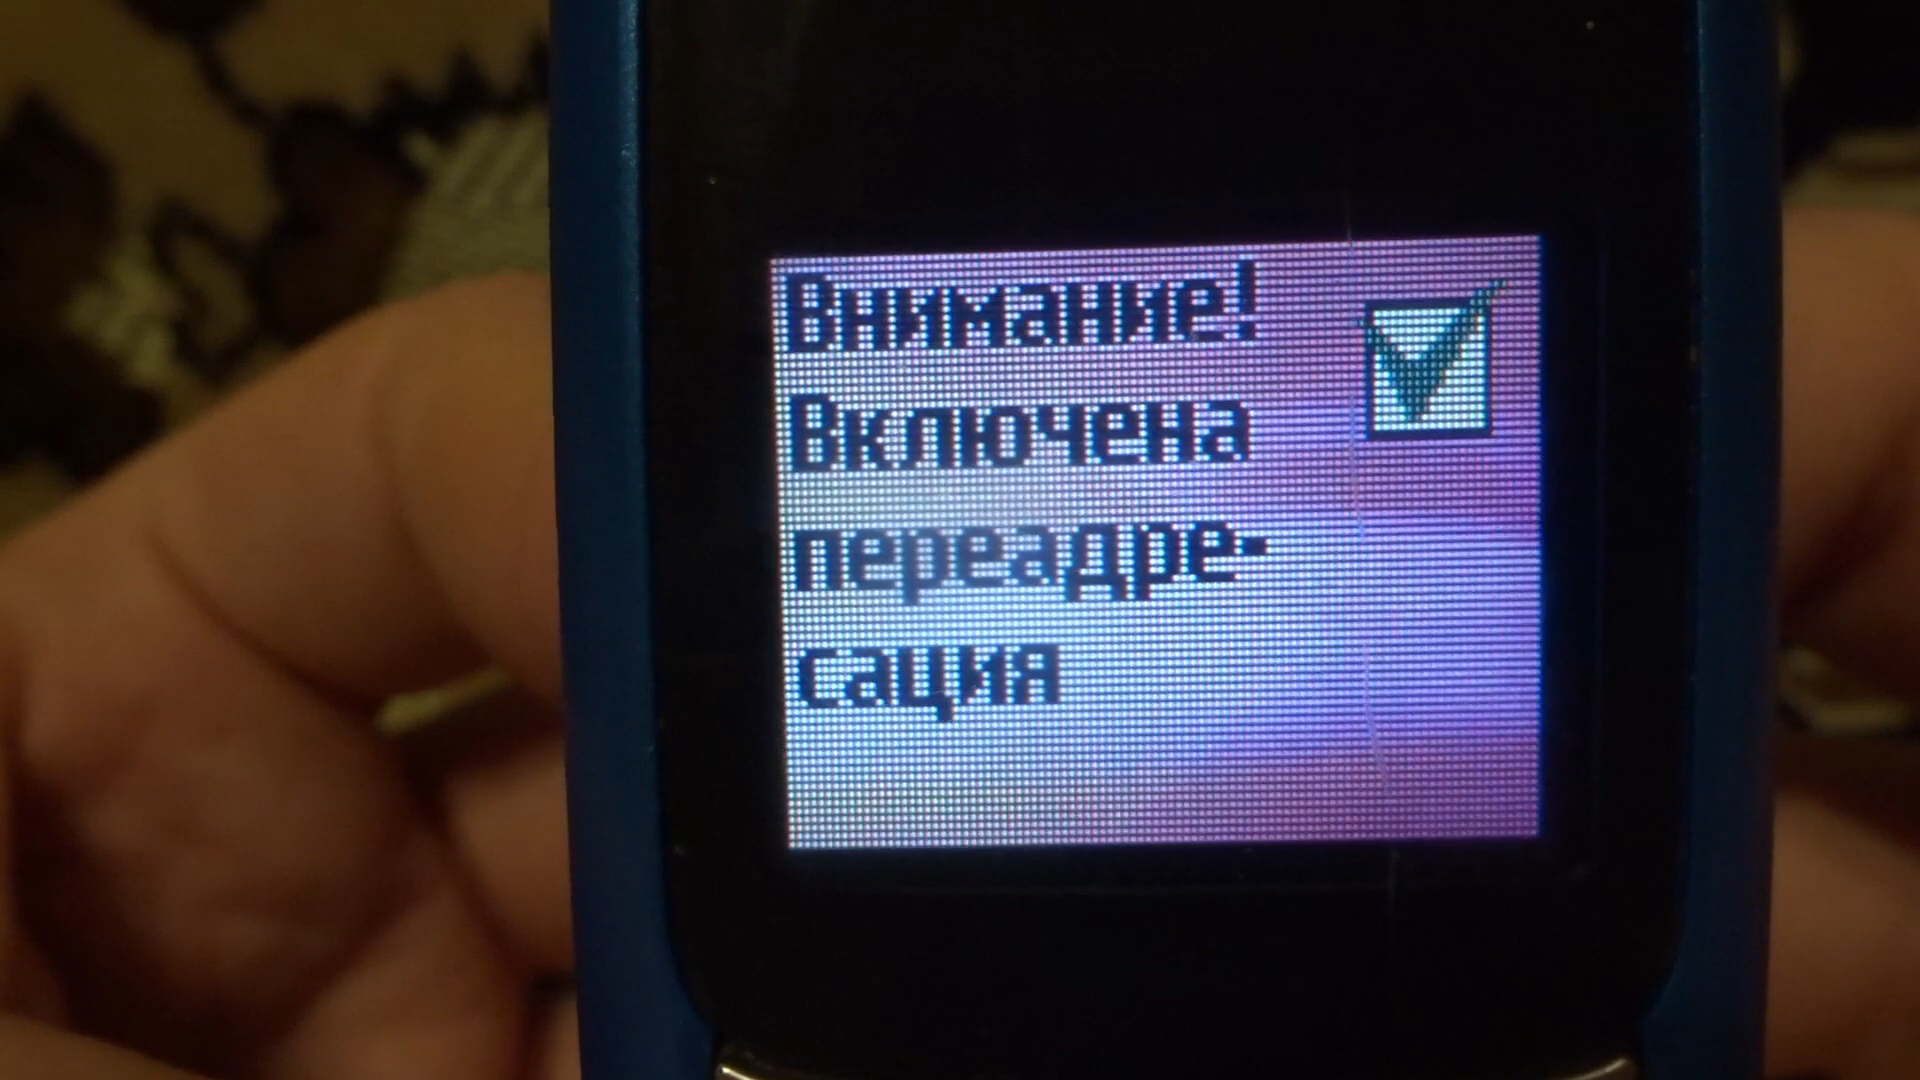 Внимание!
Включена
переадре-
сация